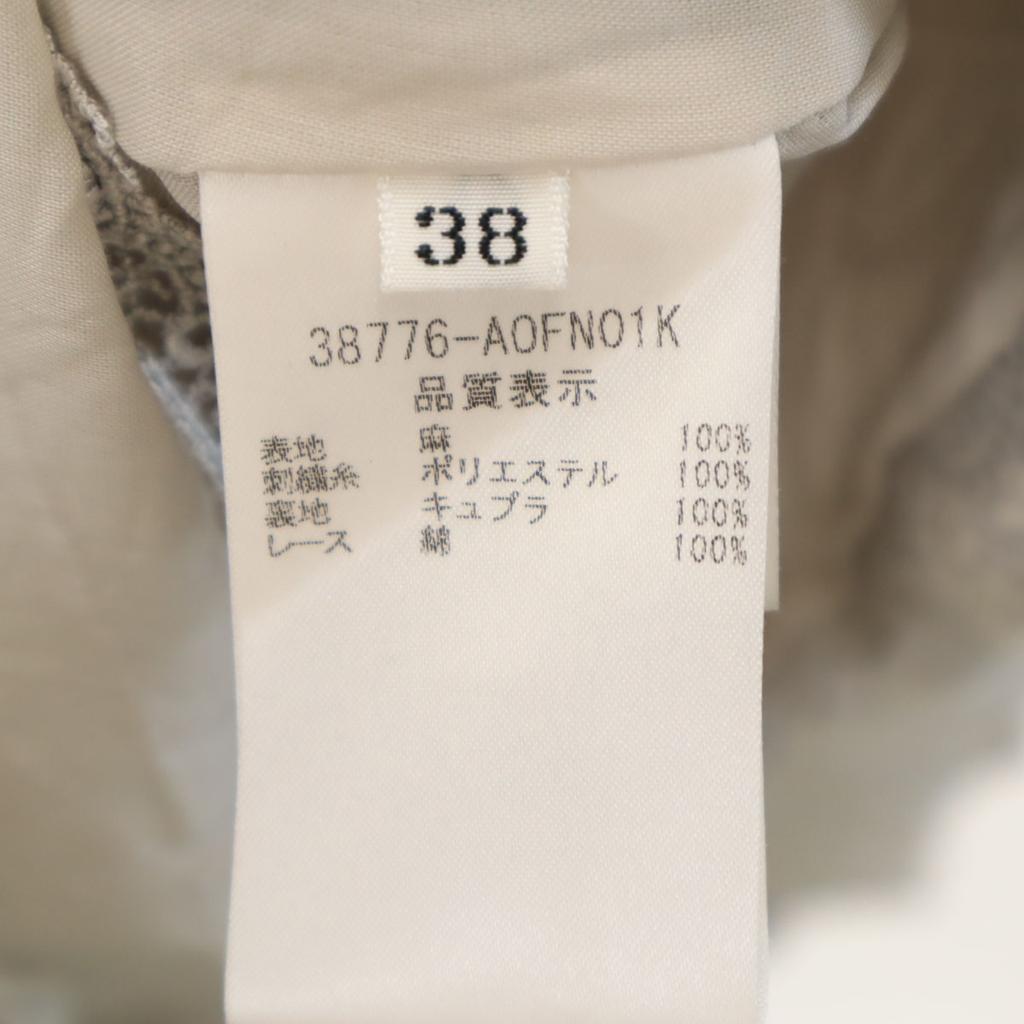 38
38776-AOFNO1K
品質表示
表地 麻 100%
刺繍糸 ポリエステル 100%
裏地 キュプラ 100%
レース 綿 100%